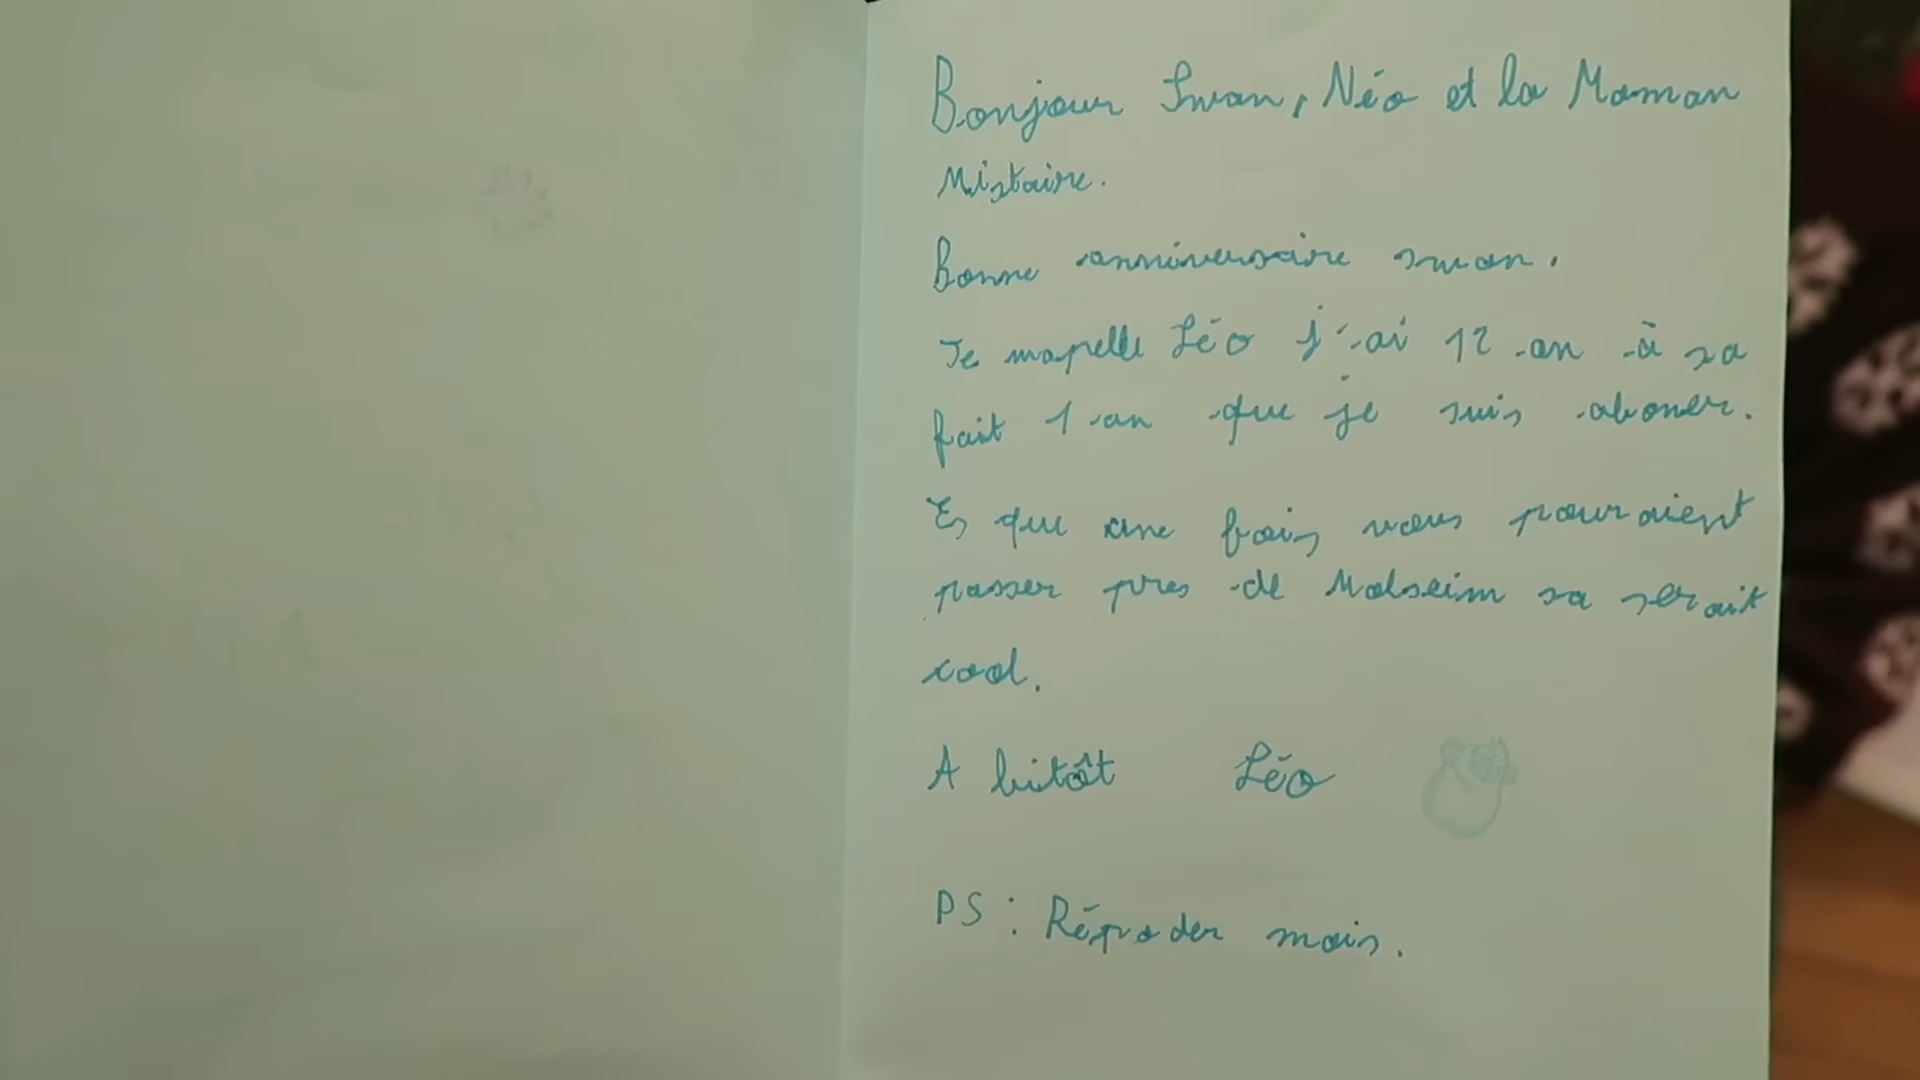 Bonjour Swan, Néo et la Maman
Mistaire.
Bonne anniversaire swan.
Je mapelle Léo j'ai 12 an à sa
fait 1 an que je suis aboner.
Es que une fois vous pouraient
passer pres de Molseim sa serait
cool.
A bitôt Léo
PS : Répoder mois.